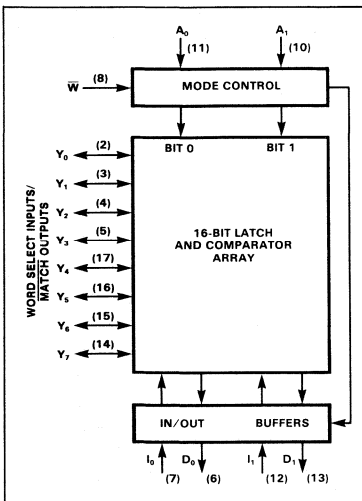 A₀ A₁
(11) (10)
W̅ (8) MODE CONTROL
BIT 0 BIT 1
Y₀ (2)
Y₁ (3)
Y₂ (4)
Y₃ (5)
Y₄ (17)
Y₅ (16)
Y₆ (15)
Y₇ (14)
WORD SELECT INPUTS/
MATCH OUTPUTS
16-BIT LATCH
AND COMPARATOR
ARRAY
IN/OUT BUFFERS
I₀ D₀ I₁ D₁
(7) (6) (12) (13)